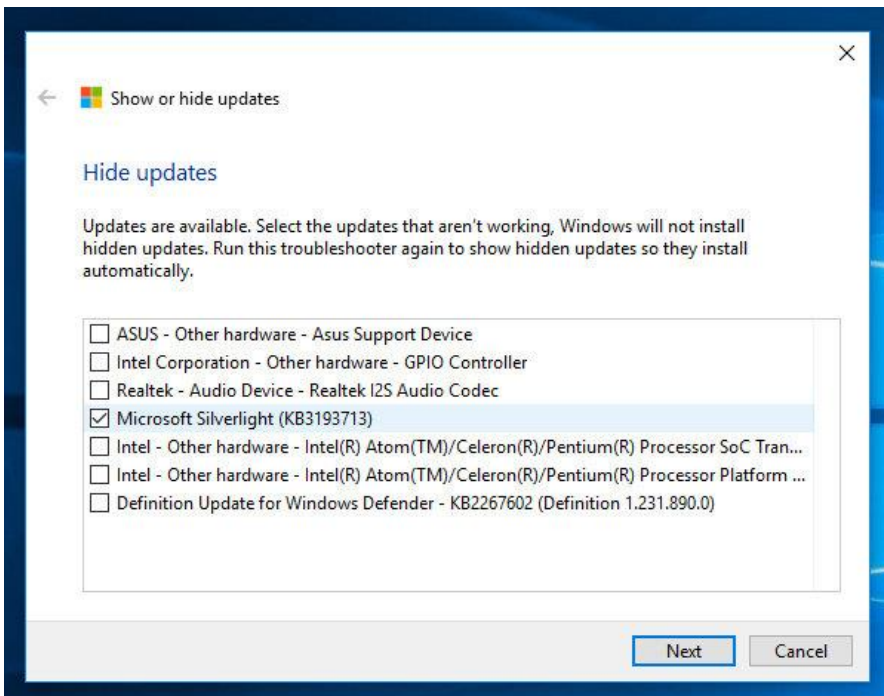 Show or hide updates
Hide updates
Updates are available. Select the updates that aren't working, Windows will not install
hidden updates. Run this troubleshooter again to show hidden updates so they install
automatically.
ASUS - Other hardware - Asus Support Device
Intel Corporation - Other hardware - GPIO Controller
Realtek - Audio Device - Realtek I2S Audio Codec
Microsoft Silverlight (KB3193713)
Intel - Other hardware - Intel(R) Atom(TM)/Celeron(R)/Pentium(R) Processor SoC Tran...
Intel - Other hardware - Intel(R) Atom(TM)/Celeron(R)/Pentium(R) Processor Platform ...
Definition Update for Windows Defender - KB2267602 (Definition 1.231.890.0)
Next Cancel